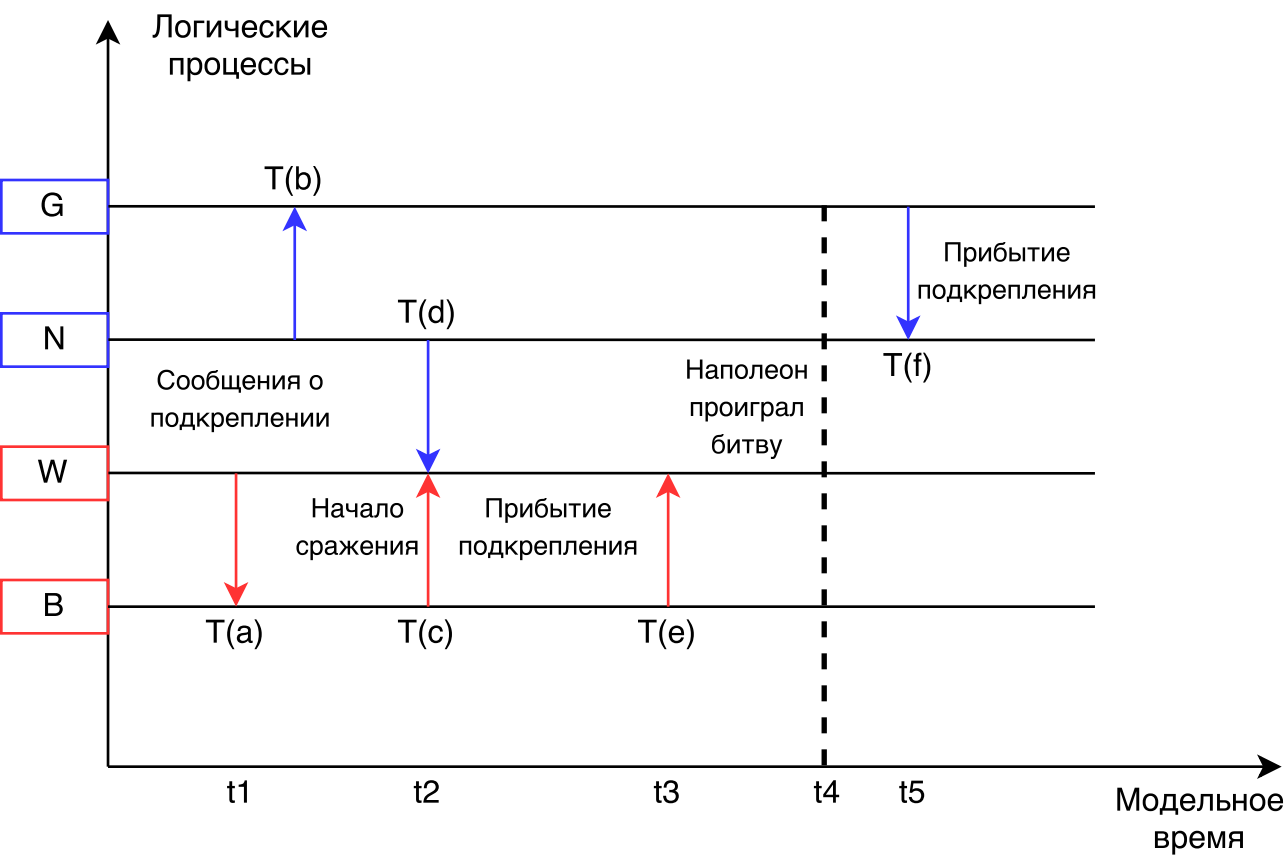 Логические
процессы
G
T(b)
Прибытие
подкрепления
N
T(d)
T(f)
Сообщения о
подкреплении
Наполеон
проиграл
битву
W
Начало
сражения
Прибытие
подкрепления
B
T(a)
T(c)
T(e)
t1
t2
t3
t4
t5
Модельное
время